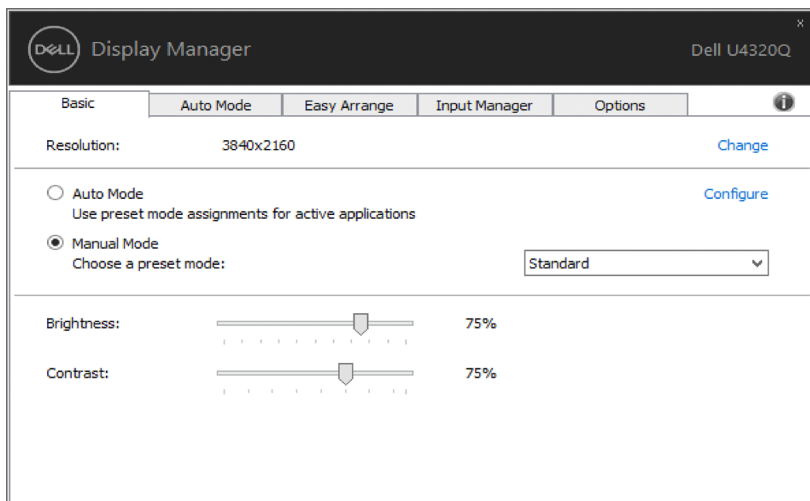 x
DELL Display Manager
Dell U4320Q
Basic Auto Mode Easy Arrange Input Manager Options i
Resolution: 3840x2160 Change
Auto Mode Configure
Use preset mode assignments for active applications
Manual Mode
Choose a preset mode: Standard
Brightness: 75%
Contrast: 75%